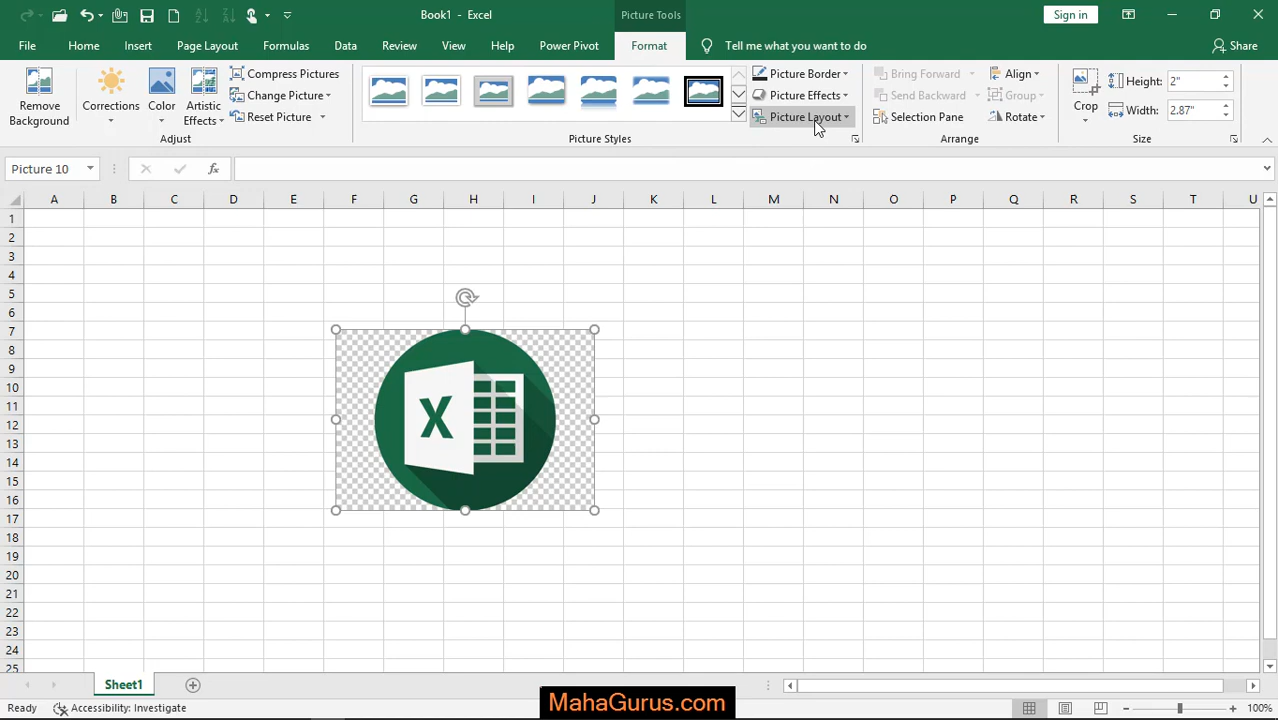 Book1 - Excel
Picture Tools
Sign in
File Home Insert Page Layout Formulas Data Review View Help Power Pivot Format Tell me what you want to do Share
Remove Background
Corrections
Color
Artistic Effects
Compress Pictures
Change Picture
Reset Picture
Adjust
Picture Border
Picture Effects
Picture Layout
Picture Styles
Bring Forward
Send Backward
Selection Pane
Align
Group
Rotate
Arrange
Crop
Height: 2"
Width: 2.87"
Size
Picture 10
fx
A B C D E F G H I J K L M N O P Q R S T U
1
2
3
4
5
6
7
8
9
10
11
12
13
14
15
16
17
18
19
20
21
22
23
24
25
X
Sheet1
Ready Accessibility: Investigate
MahaGurus.com
100%